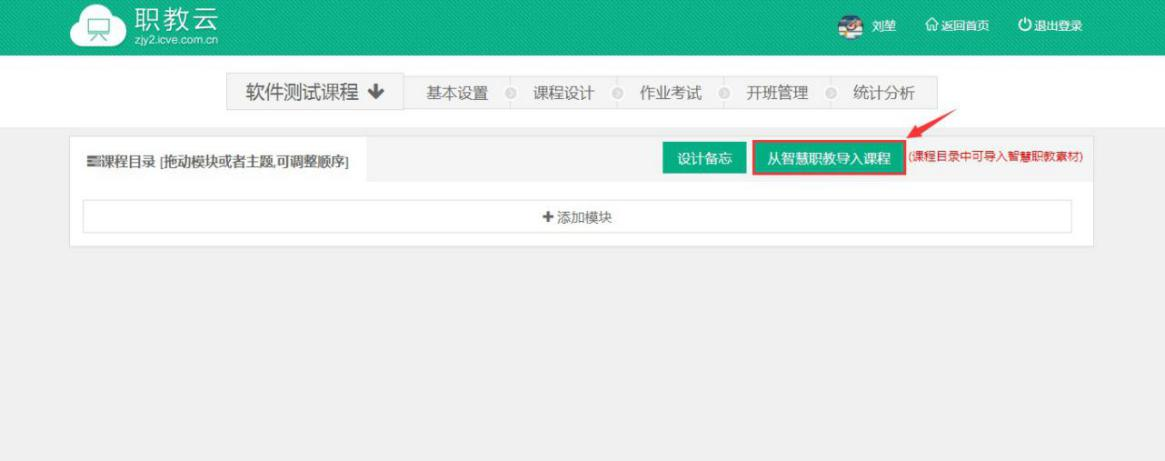 职教云
zjy2.icve.com.cn
刘堃 返回首页 退出登录
软件测试课程 基本设置 课程设计 作业考试 开班管理 统计分析
课程目录 [拖动模块或者主题,可调整顺序] 设计备忘 从智慧职教导入课程 (课程目录中可导入智慧职教素材)
添加模块